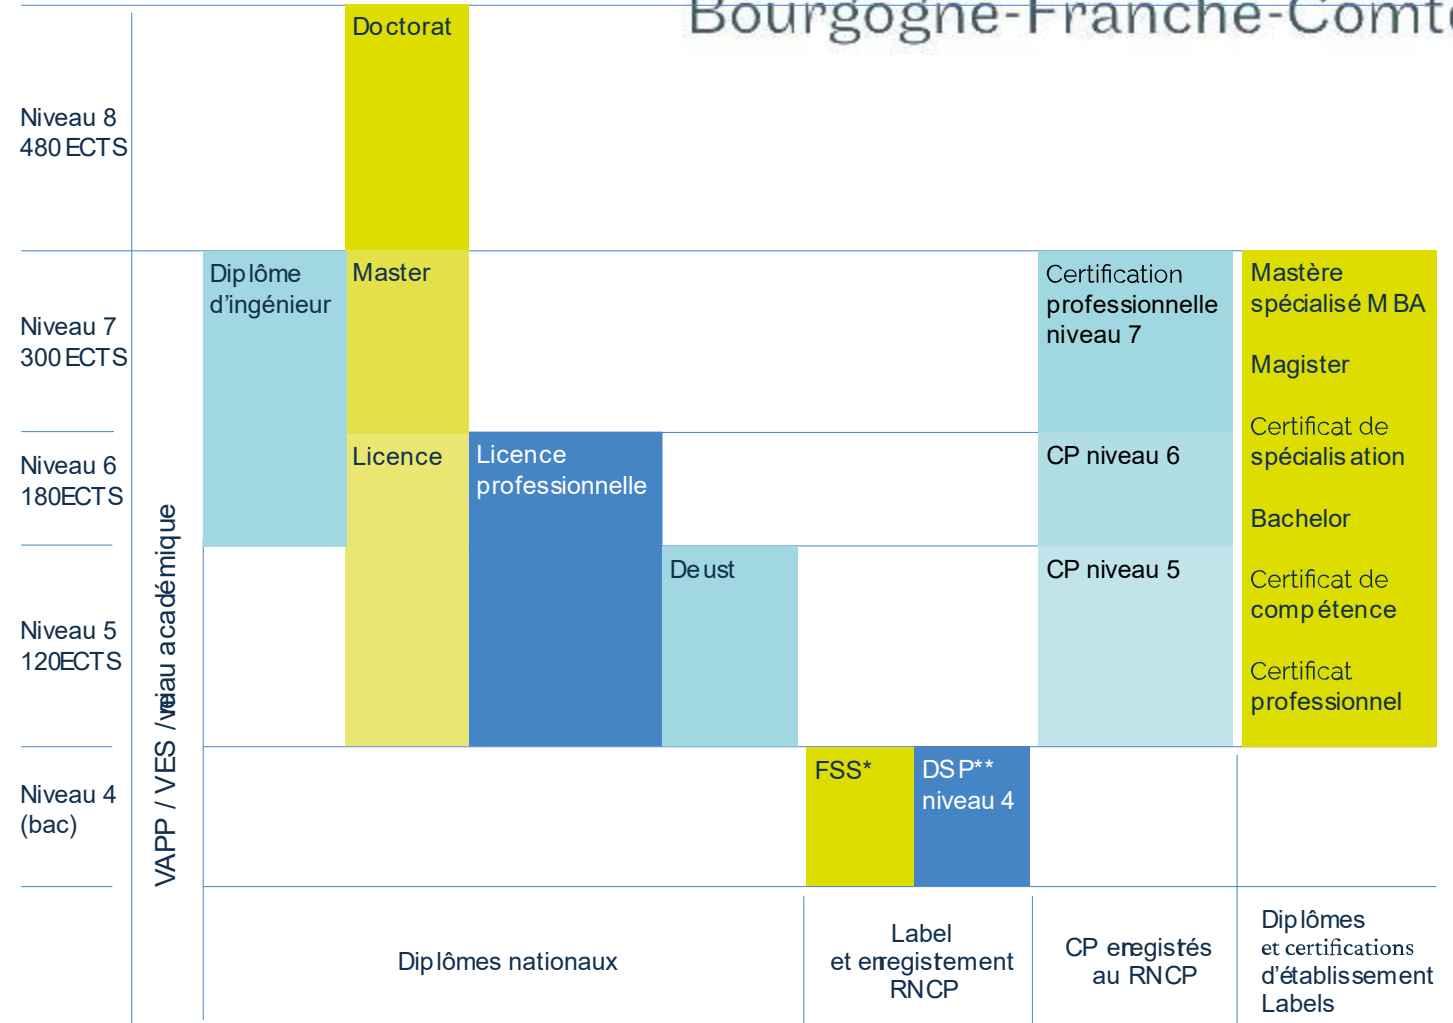 Bourgogne-Franche-Comté
Doctorat
Niveau 8
480 ECTS
Diplôme
d'ingénieur
Master
Certification
professionnelle
niveau 7
Mastère
spécialisé MBA
Niveau 7
300 ECTS
Magister
Certificat de
spécialisation
Licence
Licence
professionnelle
CP niveau 6
Niveau 6
180ECTS
Bachelor
Deust
CP niveau 5
Certificat de
compétence
Niveau 5
120ECTS
Certificat
professionnel
VAPP / VES / académique
FSS*
DSP**
niveau 4
Niveau 4
(bac)
Diplômes nationaux
Label
et enregistement
RNCP
CP enegistrés
au RNCP
Diplômes
et certifications
d'établissement
Labels